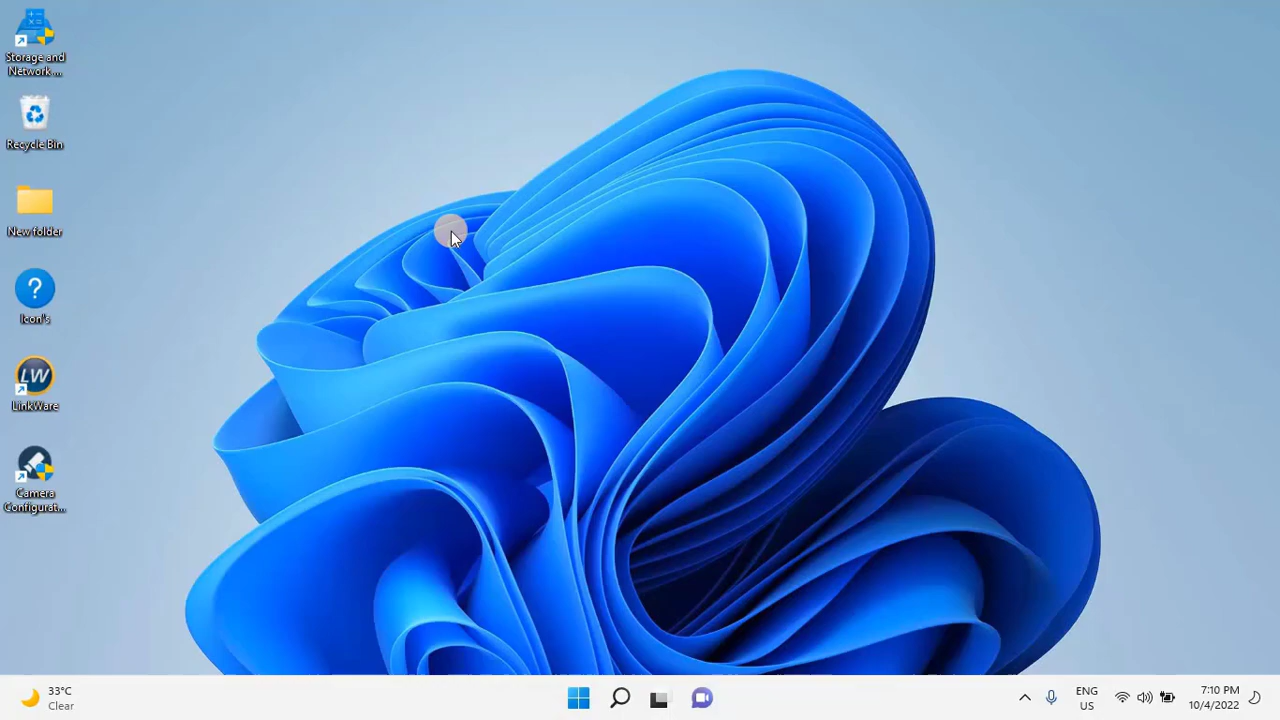 Storage and
Network....
Recycle Bin
New folder
?
Icon's
LW
LinkWare
Camera
Configurat...
33°C
Clear
ENG
US
7:10 PM
10/4/2022